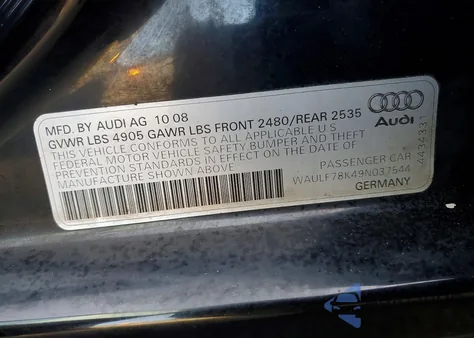 MFD. BY AUDI AG 10 08
GVWR LBS 4905 GAWR LBS FRONT 2480/REAR 2535
THIS VEHICLE CONFORMS TO ALL APPLICABLE U.S
FEDERAL MOTOR VEHICLE SAFETY BUMPER AND THEFT
PREVENTION STANDARDS IN EFFECT ON THE DATE OF
MANUFACTURE SHOWN ABOVE
PASSENGER CAR
WAULF78K49N037544
GERMANY
Audi
X434331